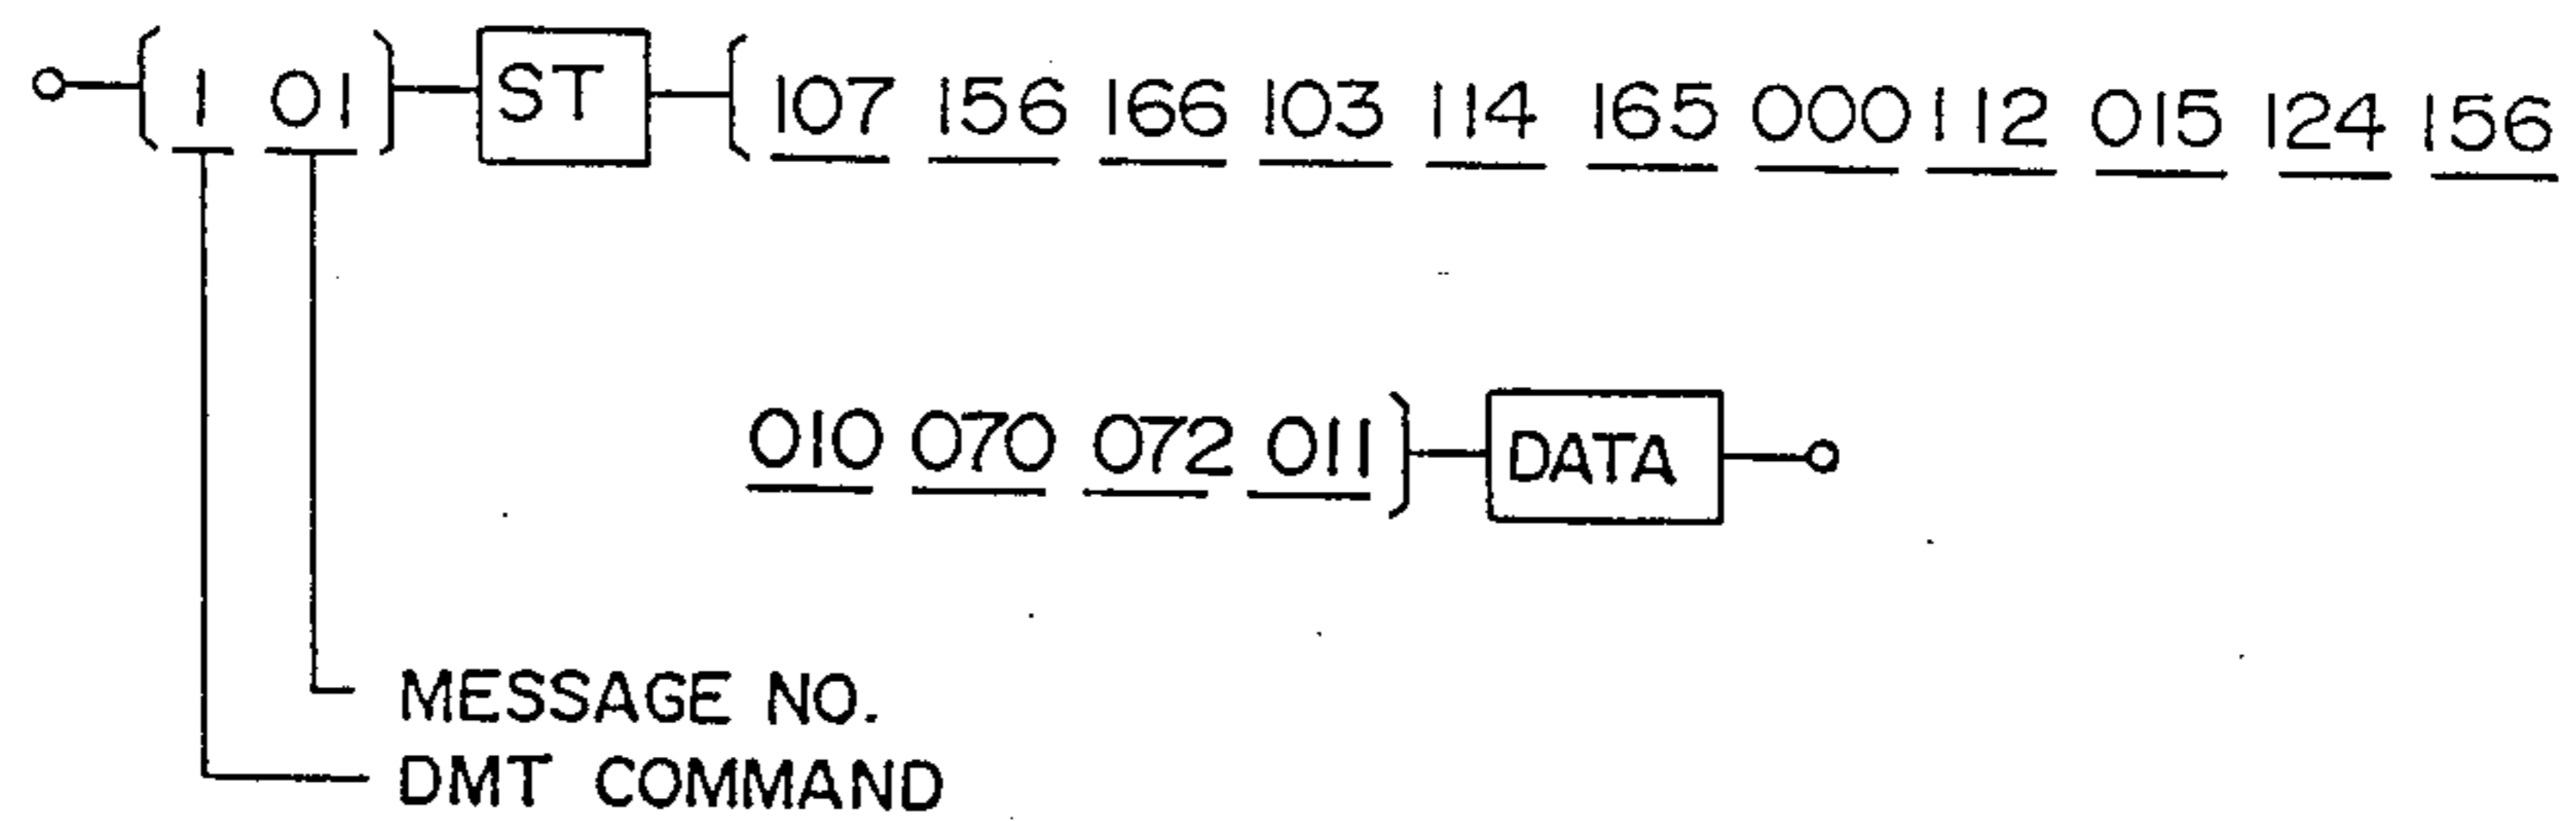 (1 01) ST (107 156 166 103 114 165 000 112 015 124 156
010 070 072 011) DATA
MESSAGE NO.
DMT COMMAND